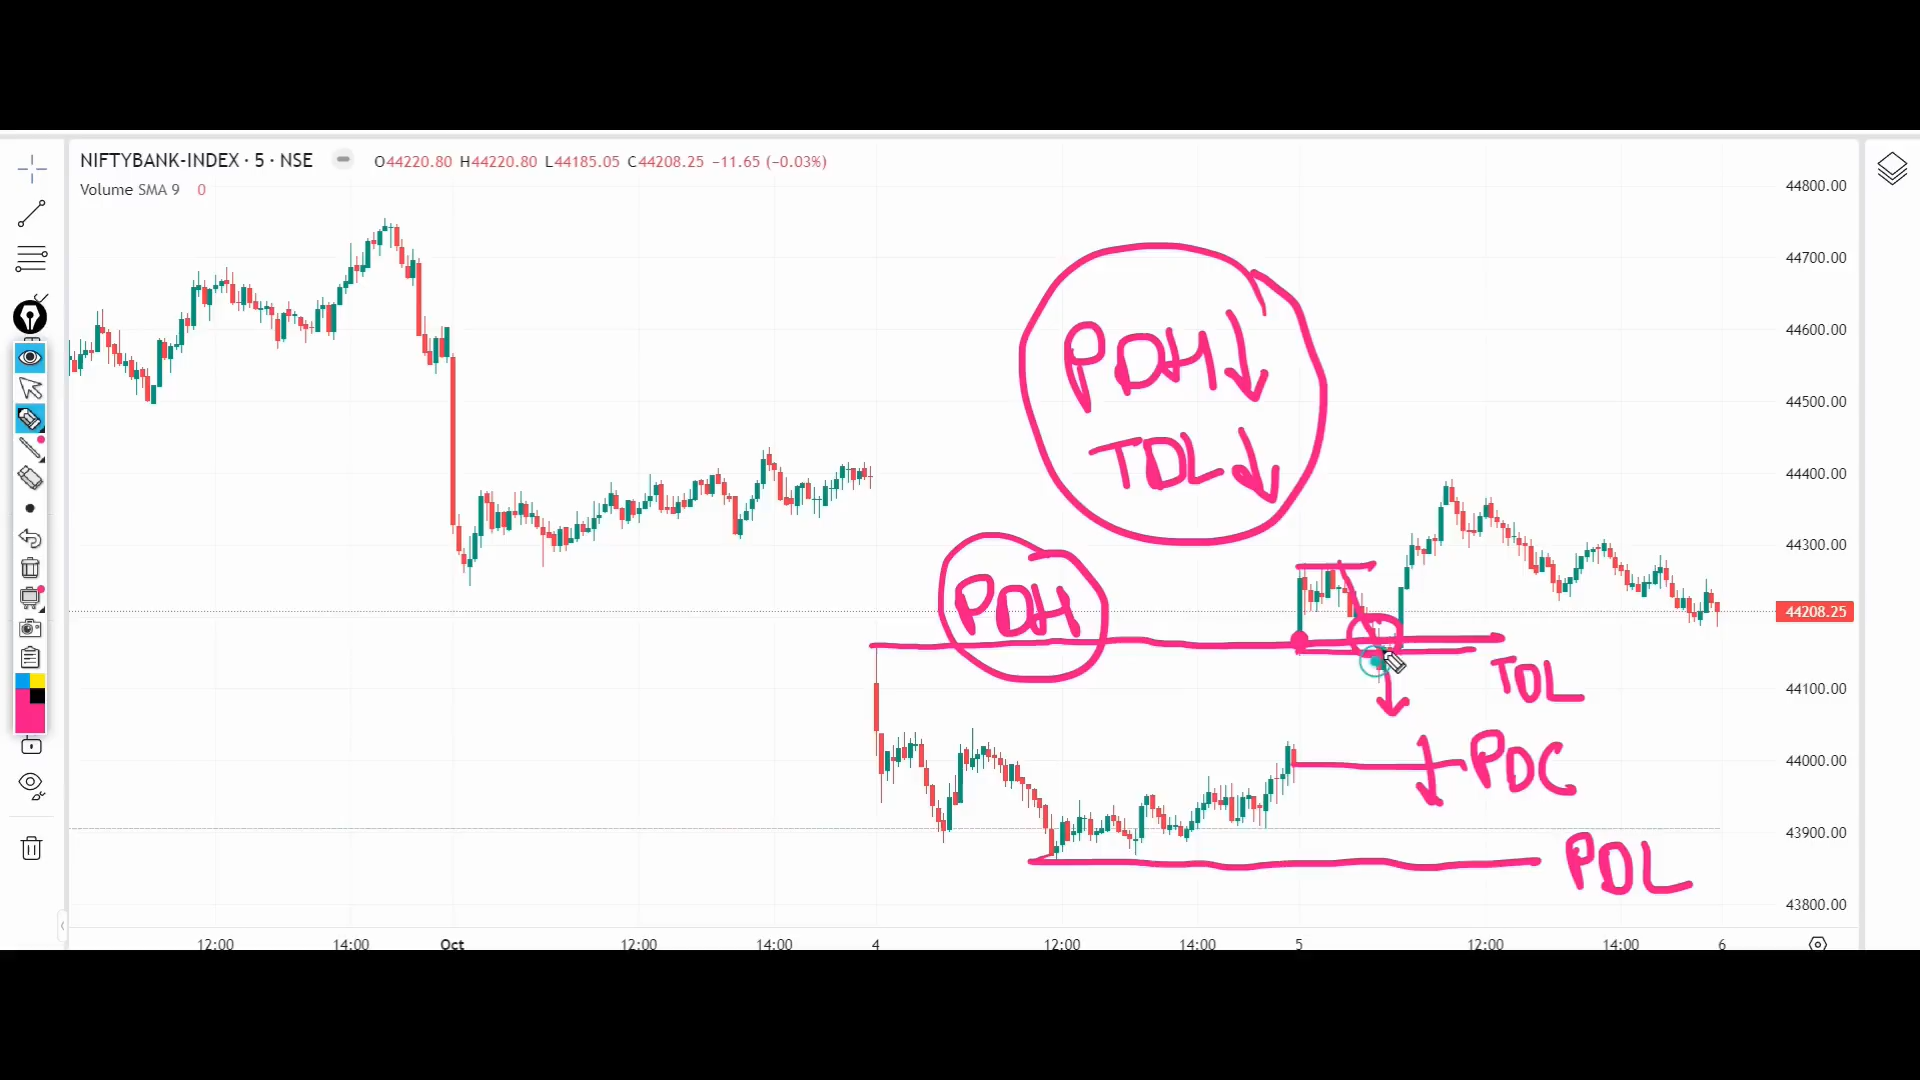 NIFTYBANK-INDEX · 5 · NSE O44220.80 H44220.80 L44185.05 C44208.25 −11.65 (−0.03%)
Volume SMA 9 0
44800.00
44700.00
44600.00
44500.00
44400.00
44300.00
44208.25
44100.00
44000.00
43900.00
43800.00
PDH↓
TDL↓
PDH
TDL
PDC
PDL
12:00 14:00 Oct 12:00 14:00 4 12:00 14:00 5 12:00 14:00 6